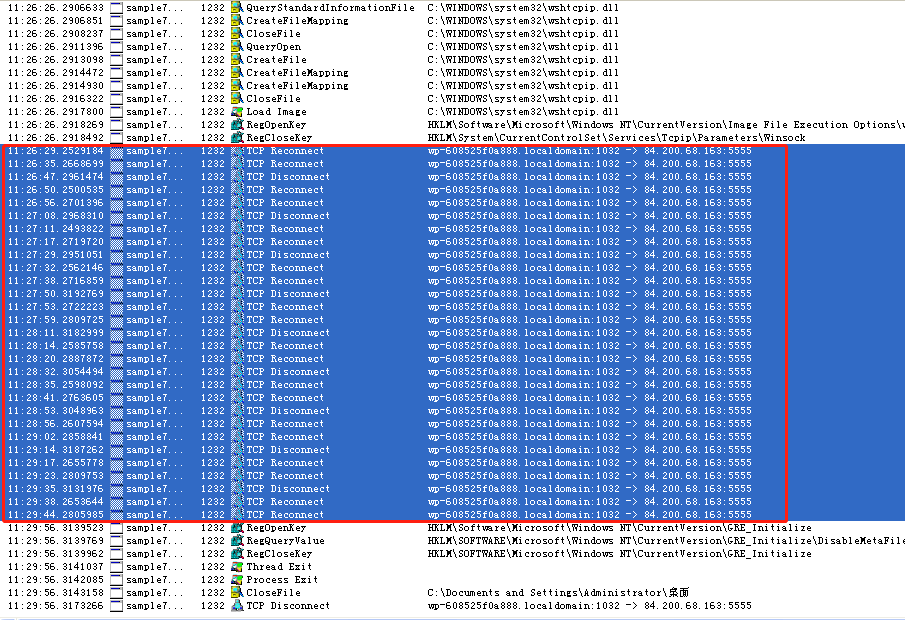 11:26:26.2906633 sample7... 1232 QueryStandardInformationFile C:\WINDOWS\system32\wshtcpip.dll
11:26:26.2906851 sample7... 1232 CreateFileMapping C:\WINDOWS\system32\wshtcpip.dll
11:26:26.2908237 sample7... 1232 CloseFile C:\WINDOWS\system32\wshtcpip.dll
11:26:26.2911396 sample7... 1232 QueryOpen C:\WINDOWS\system32\wshtcpip.dll
11:26:26.2913098 sample7... 1232 CreateFile C:\WINDOWS\system32\wshtcpip.dll
11:26:26.2914472 sample7... 1232 CreateFileMapping C:\WINDOWS\system32\wshtcpip.dll
11:26:26.2914930 sample7... 1232 CreateFileMapping C:\WINDOWS\system32\wshtcpip.dll
11:26:26.2916322 sample7... 1232 CloseFile C:\WINDOWS\system32\wshtcpip.dll
11:26:26.2917800 sample7... 1232 Load Image C:\WINDOWS\system32\wshtcpip.dll
11:26:26.2918269 sample7... 1232 RegOpenKey HKLM\Software\Microsoft\Windows NT\CurrentVersion\Image File Execution Options\w
11:26:26.2918492 sample7... 1232 RegCloseKey HKLM\System\CurrentControlSet\Services\Tcpip\Parameters\Winsock
11:26:29.2529184 sample7... 1232 TCP Reconnect wp-608525f0a888.localdomain:1032 -> 84.200.68.163:5555
11:26:35.2668699 sample7... 1232 TCP Reconnect wp-608525f0a888.localdomain:1032 -> 84.200.68.163:5555
11:26:47.2961474 sample7... 1232 TCP Disconnect wp-608525f0a888.localdomain:1032 -> 84.200.68.163:5555
11:26:50.2500535 sample7... 1232 TCP Reconnect wp-608525f0a888.localdomain:1032 -> 84.200.68.163:5555
11:26:56.2701396 sample7... 1232 TCP Reconnect wp-608525f0a888.localdomain:1032 -> 84.200.68.163:5555
11:27:08.2968310 sample7... 1232 TCP Disconnect wp-608525f0a888.localdomain:1032 -> 84.200.68.163:5555
11:27:11.2493822 sample7... 1232 TCP Reconnect wp-608525f0a888.localdomain:1032 -> 84.200.68.163:5555
11:27:17.2719720 sample7... 1232 TCP Reconnect wp-608525f0a888.localdomain:1032 -> 84.200.68.163:5555
11:27:29.2951051 sample7... 1232 TCP Disconnect wp-608525f0a888.localdomain:1032 -> 84.200.68.163:5555
11:27:32.2562146 sample7... 1232 TCP Reconnect wp-608525f0a888.localdomain:1032 -> 84.200.68.163:5555
11:27:38.2716859 sample7... 1232 TCP Reconnect wp-608525f0a888.localdomain:1032 -> 84.200.68.163:5555
11:27:50.3192769 sample7... 1232 TCP Disconnect wp-608525f0a888.localdomain:1032 -> 84.200.68.163:5555
11:27:53.2722223 sample7... 1232 TCP Reconnect wp-608525f0a888.localdomain:1032 -> 84.200.68.163:5555
11:27:59.2809725 sample7... 1232 TCP Reconnect wp-608525f0a888.localdomain:1032 -> 84.200.68.163:5555
11:28:11.3182999 sample7... 1232 TCP Disconnect wp-608525f0a888.localdomain:1032 -> 84.200.68.163:5555
11:28:14.2585758 sample7... 1232 TCP Reconnect wp-608525f0a888.localdomain:1032 -> 84.200.68.163:5555
11:28:20.2887872 sample7... 1232 TCP Reconnect wp-608525f0a888.localdomain:1032 -> 84.200.68.163:5555
11:28:32.3054494 sample7... 1232 TCP Disconnect wp-608525f0a888.localdomain:1032 -> 84.200.68.163:5555
11:28:35.2598092 sample7... 1232 TCP Reconnect wp-608525f0a888.localdomain:1032 -> 84.200.68.163:5555
11:28:41.2763605 sample7... 1232 TCP Reconnect wp-608525f0a888.localdomain:1032 -> 84.200.68.163:5555
11:28:53.3048963 sample7... 1232 TCP Disconnect wp-608525f0a888.localdomain:1032 -> 84.200.68.163:5555
11:28:56.2607594 sample7... 1232 TCP Reconnect wp-608525f0a888.localdomain:1032 -> 84.200.68.163:5555
11:29:02.2858841 sample7... 1232 TCP Reconnect wp-608525f0a888.localdomain:1032 -> 84.200.68.163:5555
11:29:14.3187262 sample7... 1232 TCP Disconnect wp-608525f0a888.localdomain:1032 -> 84.200.68.163:5555
11:29:17.2655778 sample7... 1232 TCP Reconnect wp-608525f0a888.localdomain:1032 -> 84.200.68.163:5555
11:29:23.2809753 sample7... 1232 TCP Reconnect wp-608525f0a888.localdomain:1032 -> 84.200.68.163:5555
11:29:35.3131976 sample7... 1232 TCP Disconnect wp-608525f0a888.localdomain:1032 -> 84.200.68.163:5555
11:29:38.2653644 sample7... 1232 TCP Reconnect wp-608525f0a888.localdomain:1032 -> 84.200.68.163:5555
11:29:44.2805985 sample7... 1232 TCP Reconnect wp-608525f0a888.localdomain:1032 -> 84.200.68.163:5555
11:29:56.3139523 sample7... 1232 RegOpenKey HKLM\Software\Microsoft\Windows NT\CurrentVersion\GRE_Initialize
11:29:56.3139769 sample7... 1232 RegQueryValue HKLM\SOFTWARE\Microsoft\Windows NT\CurrentVersion\GRE_Initialize\DisableMetaFile
11:29:56.3139962 sample7... 1232 RegCloseKey HKLM\SOFTWARE\Microsoft\Windows NT\CurrentVersion\GRE_Initialize
11:29:56.3141037 sample7... 1232 Thread Exit
11:29:56.3142085 sample7... 1232 Process Exit
11:29:56.3143158 sample7... 1232 CloseFile C:\Documents and Settings\Administrator\桌面
11:29:56.3173266 sample7... 1232 TCP Disconnect wp-608525f0a888.localdomain:1032 -> 84.200.68.163:5555